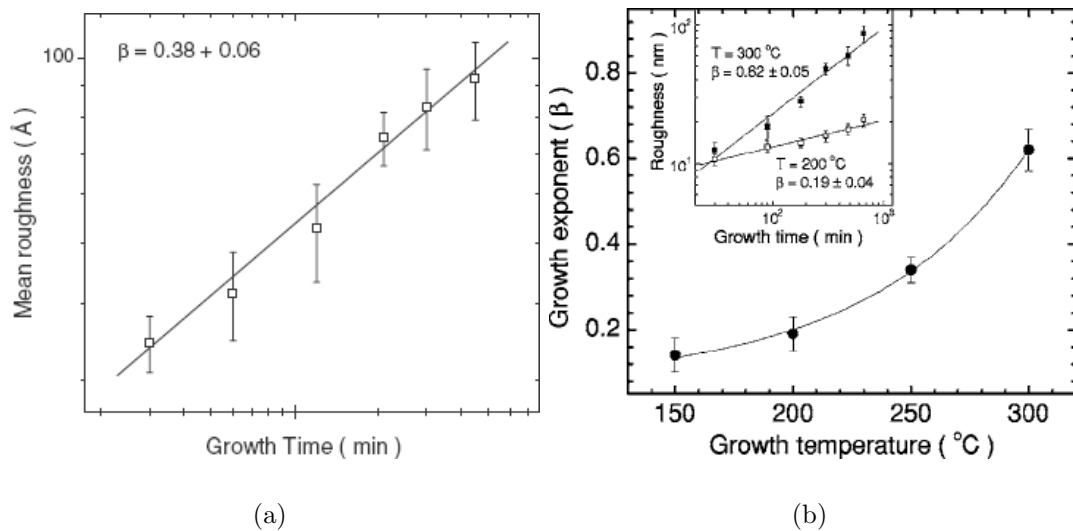 β = 0.38 + 0.06
100
Mean roughness ( Å )
Growth Time ( min )
(a)
Growth exponent ( β )
0.8
0.6
0.4
0.2
150 200 250 300
Growth temperature ( °C )
Roughness ( nm )
10²
10¹
T = 300 °C
β = 0.62 ± 0.05
T = 200 °C
β = 0.19 ± 0.04
10² 10³
Growth time ( min )
(b)